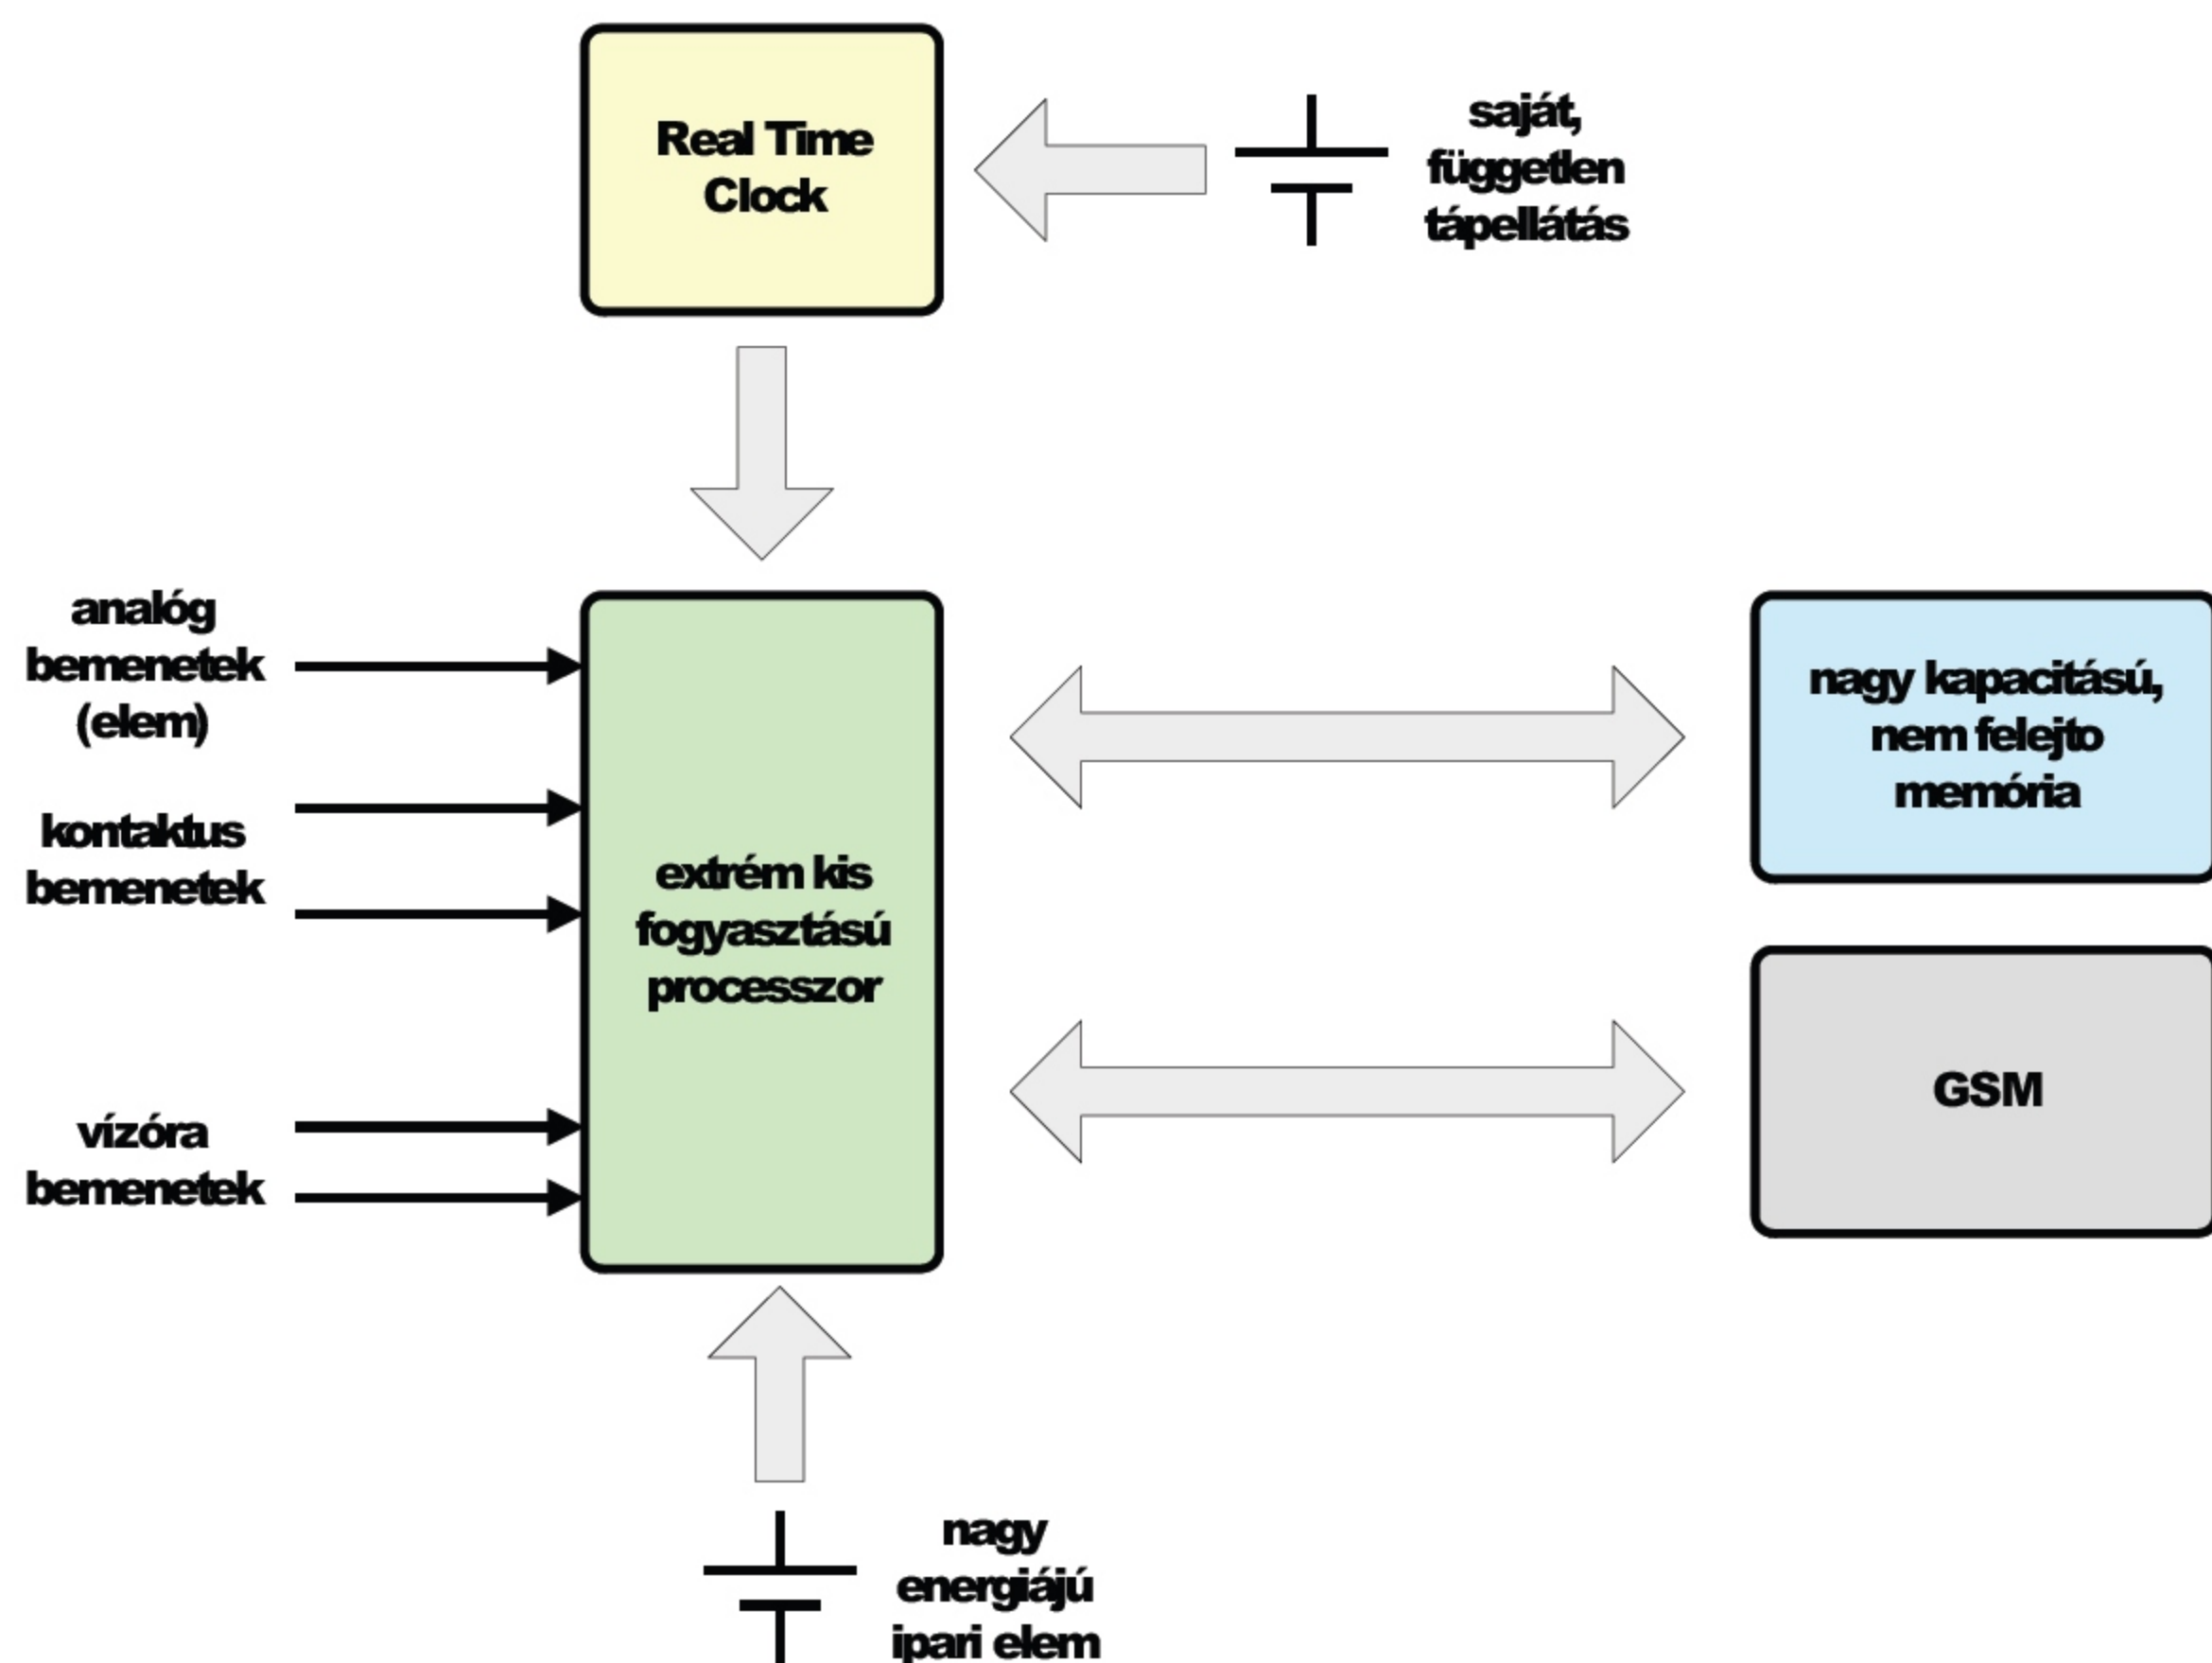 Real Time
Clock
saját,
független
tápellátás
analóg
bemenetek
(elem)
kontaktus
bemenetek
vízóra
bemenetek
extrém kis
fogyasztású
processzor
nagy kapacitású,
nem felejto
memória
GSM
nagy
energiájú
ipari elem